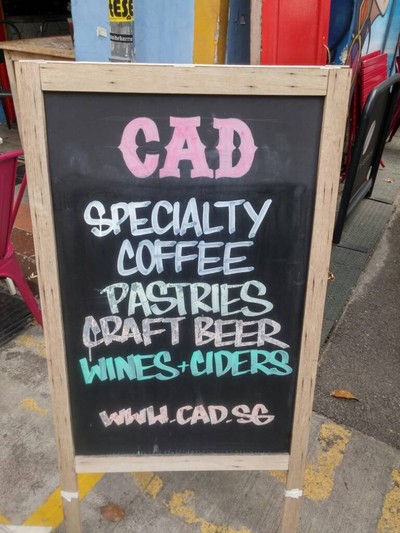 CAD
SPECIALTY
COFFEE
PASTRIES
CRAFT BEER
WINES+CIDERS
WWW.CAD.SG